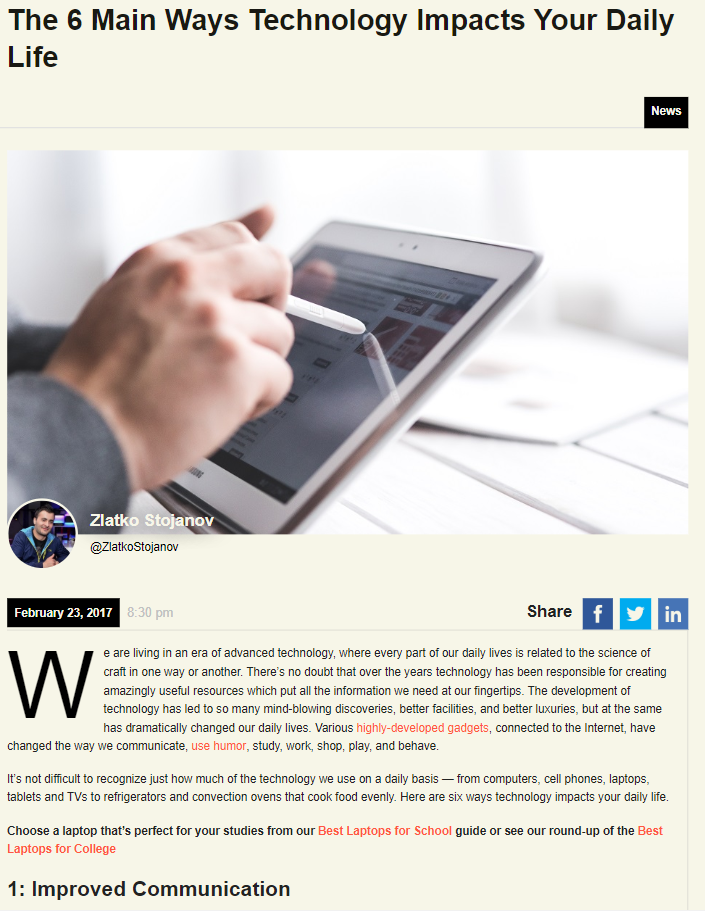 The 6 Main Ways Technology Impacts Your Daily
Life
News
SAMSUNG
Zlatko Stojanov
@ZlatkoStojanov
February 23, 2017 8:30 pm
Share f in
We are living in an era of advanced technology, where every part of our daily lives is related to the science of
craft in one way or another. There's no doubt that over the years technology has been responsible for creating
amazingly useful resources which put all the information we need at our fingertips. The development of
technology has led to so many mind-blowing discoveries, better facilities, and better luxuries, but at the same
has dramatically changed our daily lives. Various highly-developed gadgets, connected to the Internet, have
changed the way we communicate, use humor, study, work, shop, play, and behave.
It's not difficult to recognize just how much of the technology we use on a daily basis — from computers, cell phones, laptops,
tablets and TVs to refrigerators and convection ovens that cook food evenly. Here are six ways technology impacts your daily life.
Choose a laptop that's perfect for your studies from our Best Laptops for School guide or see our round-up of the Best
Laptops for College
1: Improved Communication